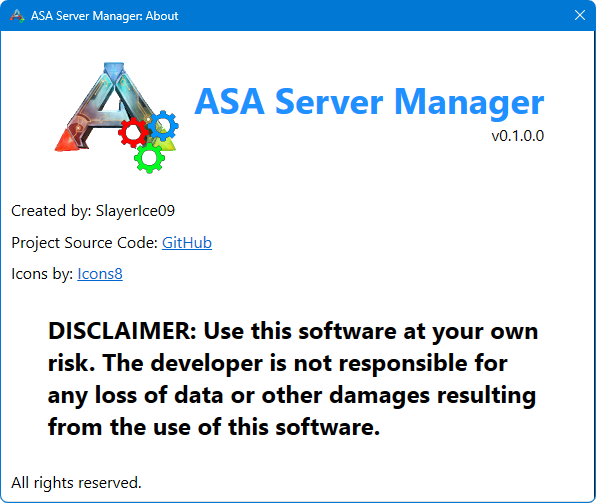 ASA Server Manager: About
ASA Server Manager
v0.1.0.0
Created by: SlayerIce09
Project Source Code: GitHub
Icons by: Icons8
DISCLAIMER: Use this software at your own
risk. The developer is not responsible for
any loss of data or other damages resulting
from the use of this software.
All rights reserved.